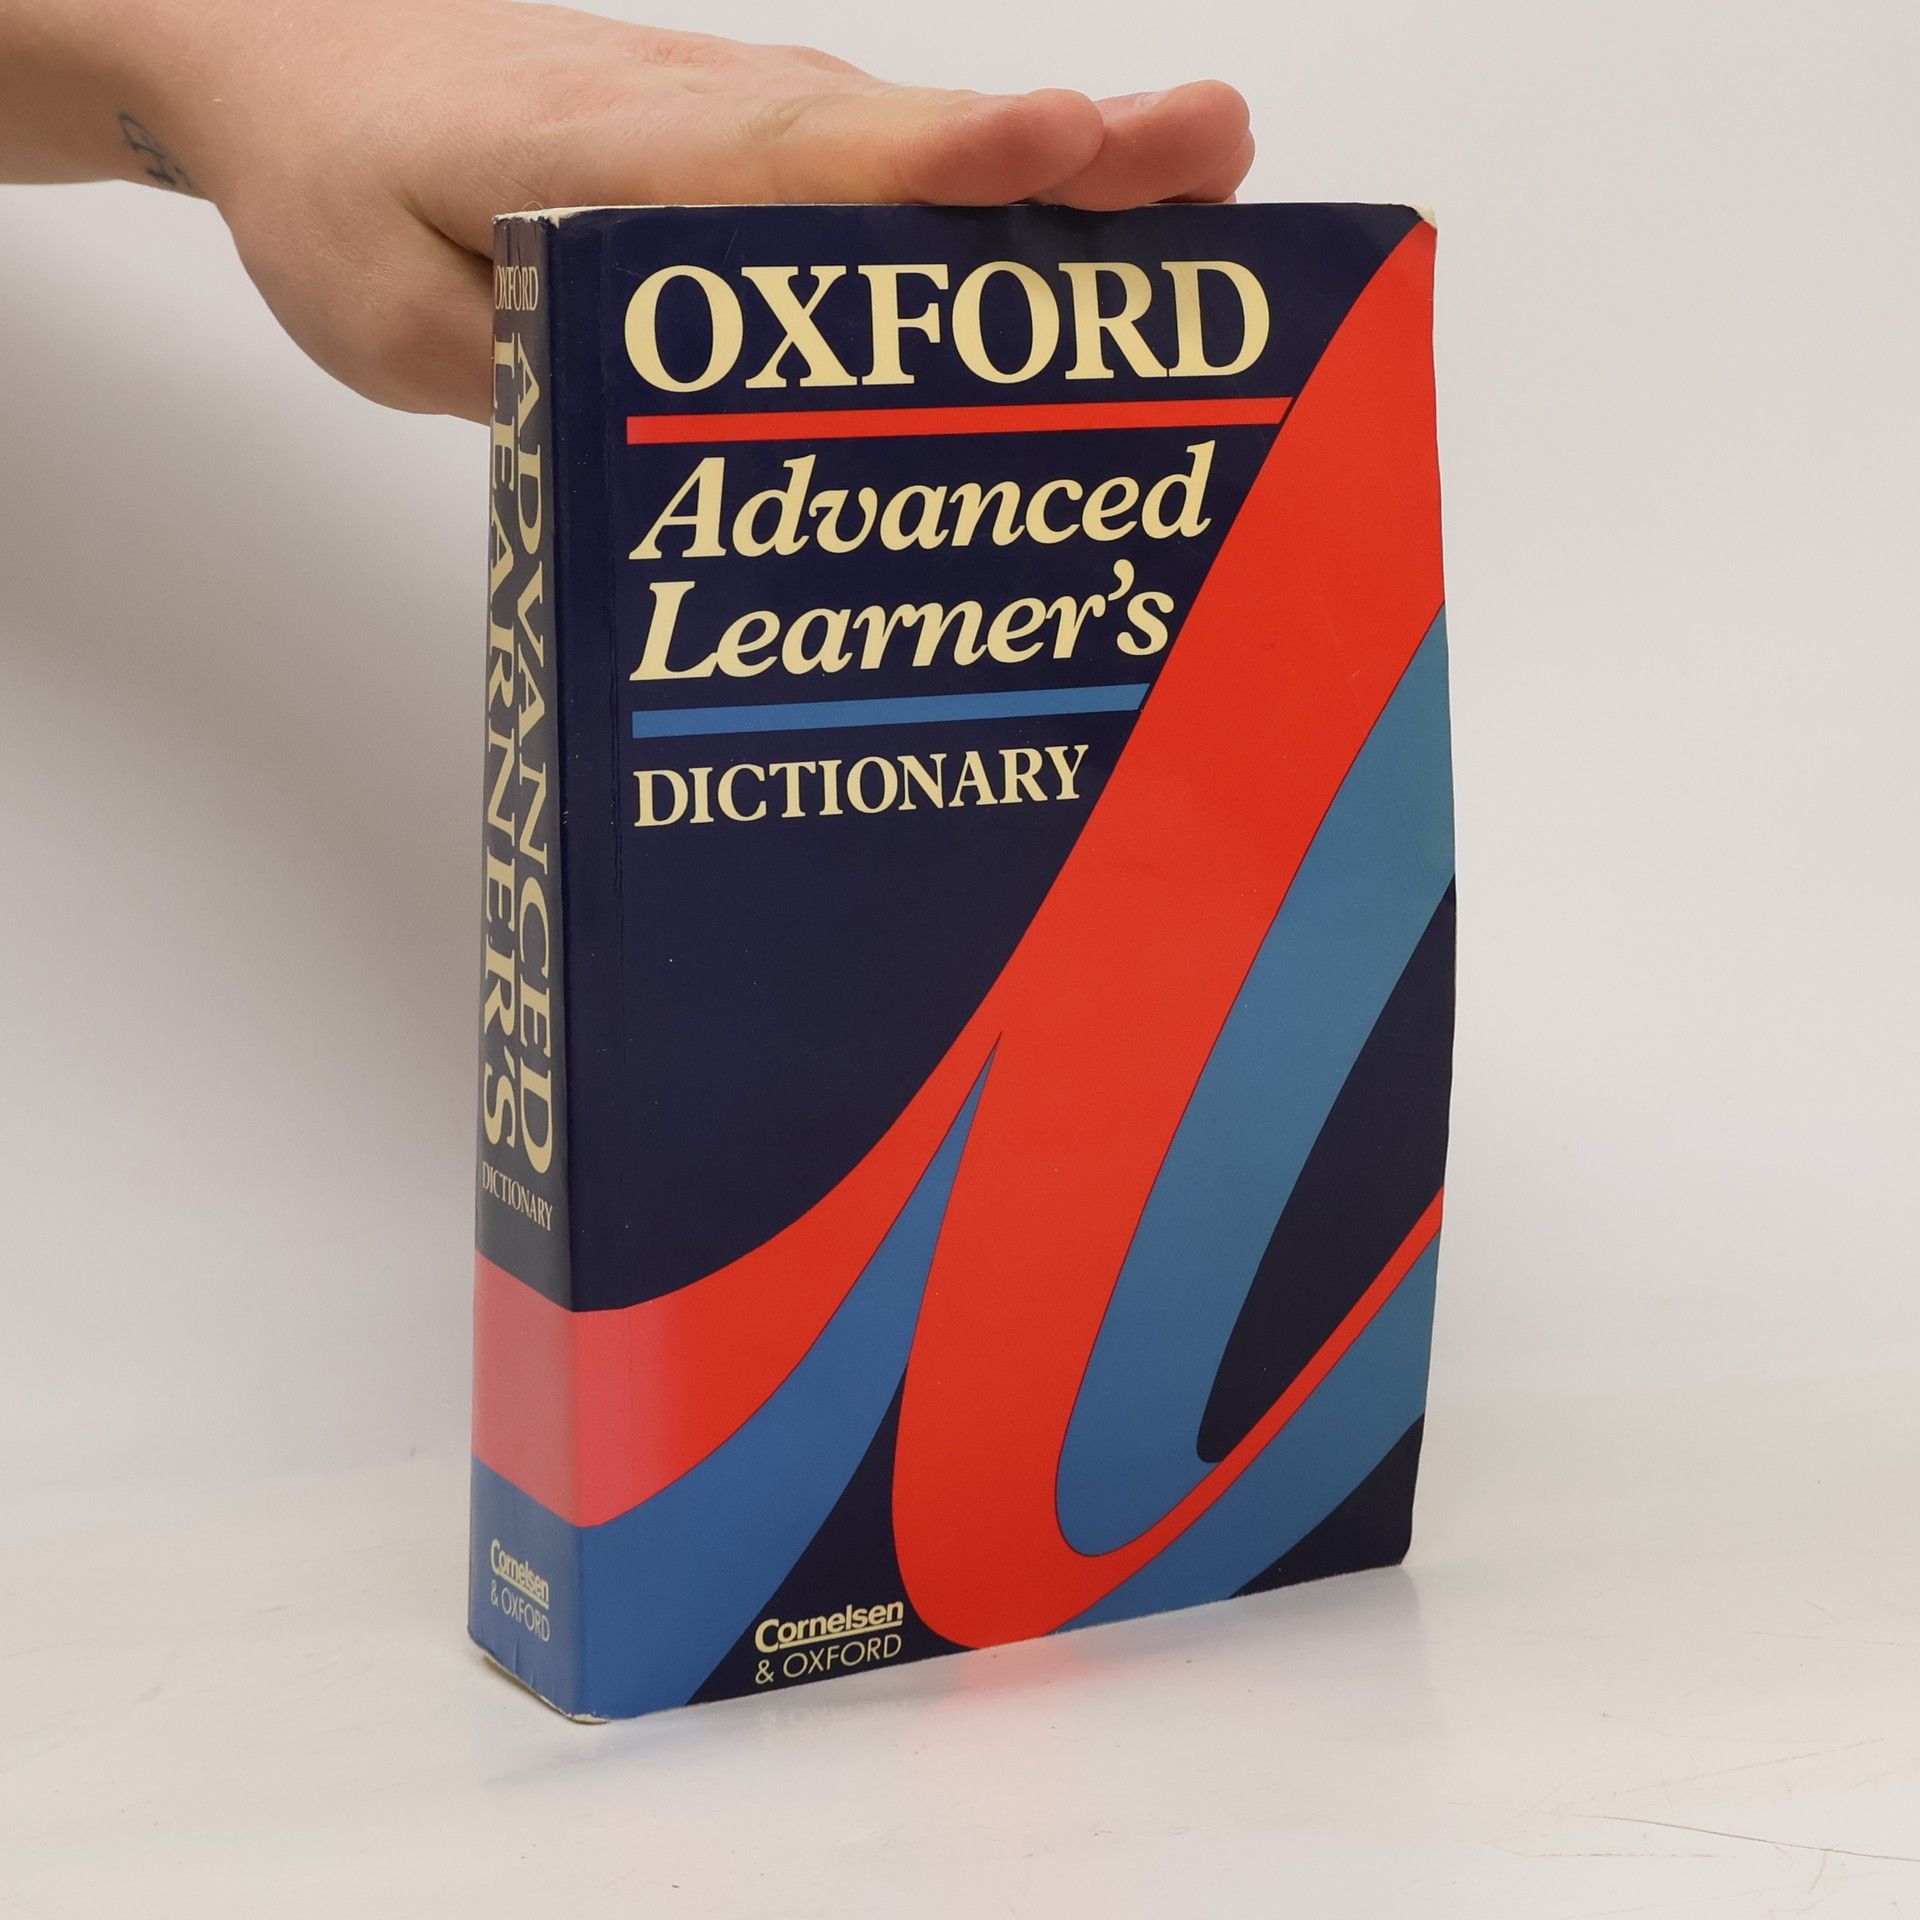 OXFORD
Advanced
Learner's
DICTIONARY
Cornelsen
& OXFORD
OXFORD
ADVANCED
LEARNER'S
DICTIONARY
Cornelsen
& OXFORD